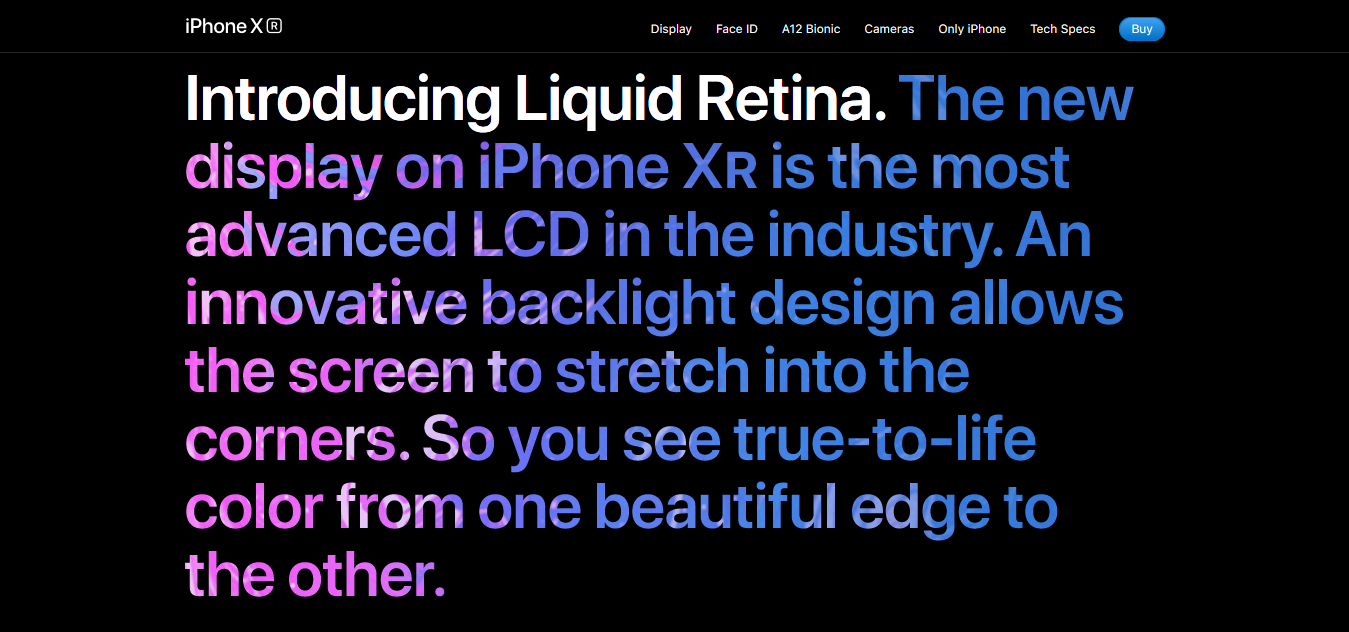 iPhone XR
Display Face ID A12 Bionic Cameras Only iPhone Tech Specs Buy
Introducing Liquid Retina. The new
display on iPhone XR is the most
advanced LCD in the industry. An
innovative backlight design allows
the screen to stretch into the
corners. So you see true-to-life
color from one beautiful edge to
the other.